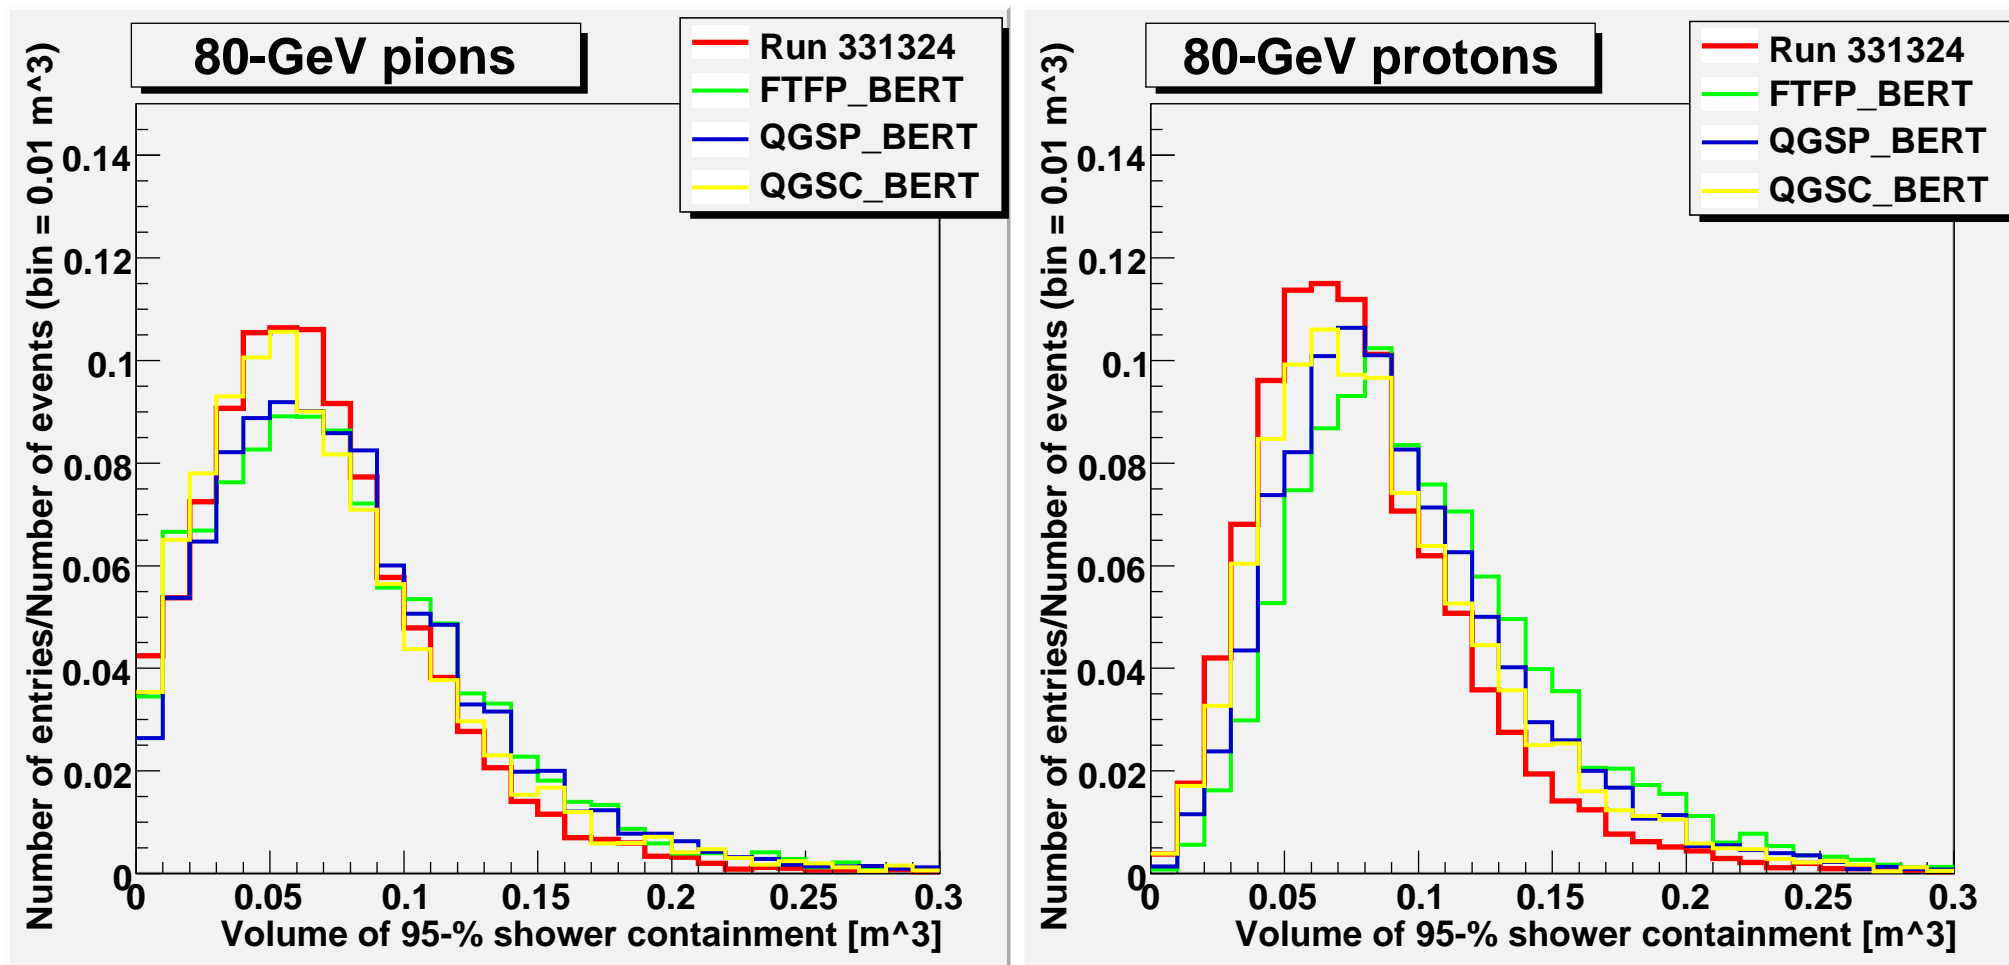 80-GeV pions
Run 331324
FTFP_BERT
QGSP_BERT
QGSC_BERT
Number of entries/Number of events (bin = 0.01 m^3)
0.14
0.12
0.1
0.08
0.06
0.04
0.02
0
0 0.05 0.1 0.15 0.2 0.25 0.3
Volume of 95-% shower containment [m^3]
80-GeV protons
Run 331324
FTFP_BERT
QGSP_BERT
QGSC_BERT
Number of entries/Number of events (bin = 0.01 m^3)
0.14
0.12
0.1
0.08
0.06
0.04
0.02
0
0 0.05 0.1 0.15 0.2 0.25 0.3
Volume of 95-% shower containment [m^3]